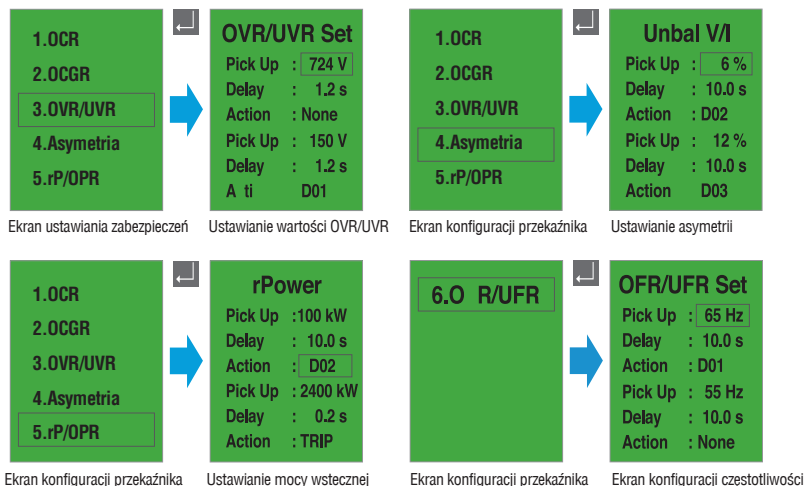 1.OCR
2.OCGR
3.OVR/UVR
4.Asymetria
5.rP/OPR
OVR/UVR Set
Pick Up : 724 V
Delay : 1.2 s
Action : None
Pick Up : 150 V
Delay : 1.2 s
A ti D01
Ekran ustawiania zabezpieczeń
Ustawianie wartości OVR/UVR
1.OCR
2.OCGR
3.OVR/UVR
4.Asymetria
5.rP/OPR
Unbal V/I
Pick Up : 6 %
Delay : 10.0 s
Action : D02
Pick Up : 12 %
Delay : 10.0 s
Action D03
Ekran konfiguracji przekaźnika
Ustawianie asymetrii
1.OCR
2.OCGR
3.OVR/UVR
4.Asymetria
5.rP/OPR
rPower
Pick Up :100 kW
Delay : 10.0 s
Action : D02
Pick Up : 2400 kW
Delay : 0.2 s
Action : TRIP
Ekran konfiguracji przekaźnika
Ustawianie mocy wstecznej
6.O R/UFR
OFR/UFR Set
Pick Up : 65 Hz
Delay : 10.0 s
Action : D01
Pick Up : 55 Hz
Delay : 10.0 s
Action : None
Ekran konfiguracji przekaźnika
Ekran konfiguracji częstotliwości